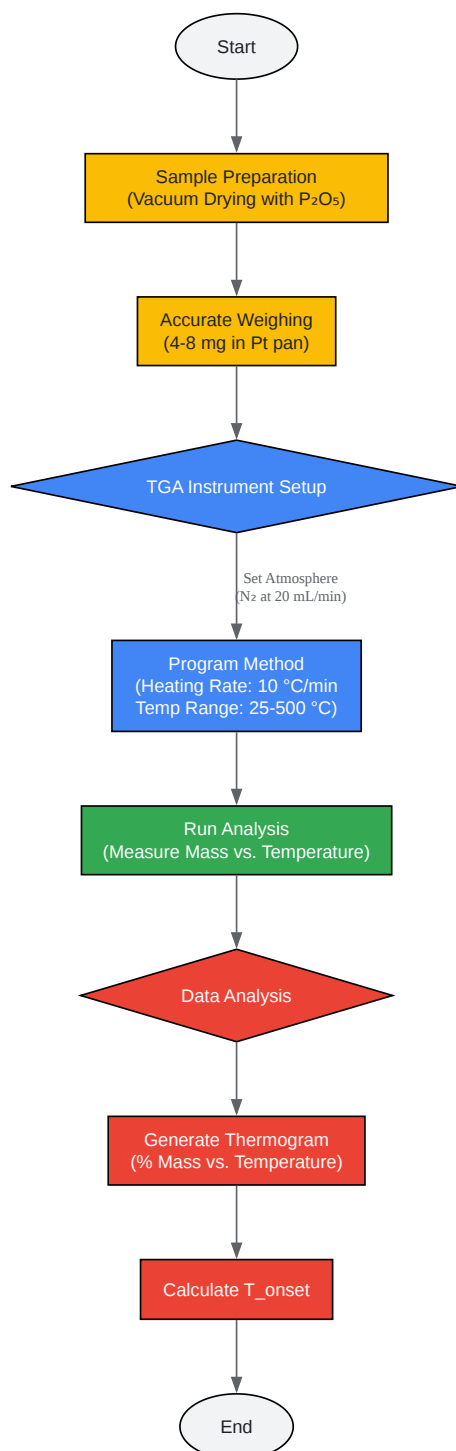 Start
Sample Preparation
(Vacuum Drying with P₂O₅)
Accurate Weighing
(4-8 mg in Pt pan)
TGA Instrument Setup
Set Atmosphere
(N₂ at 20 mL/min)
Program Method
(Heating Rate: 10 °C/min
Temp Range: 25-500 °C)
Run Analysis
(Measure Mass vs. Temperature)
Data Analysis
Generate Thermogram
(% Mass vs. Temperature)
Calculate T_onset
End